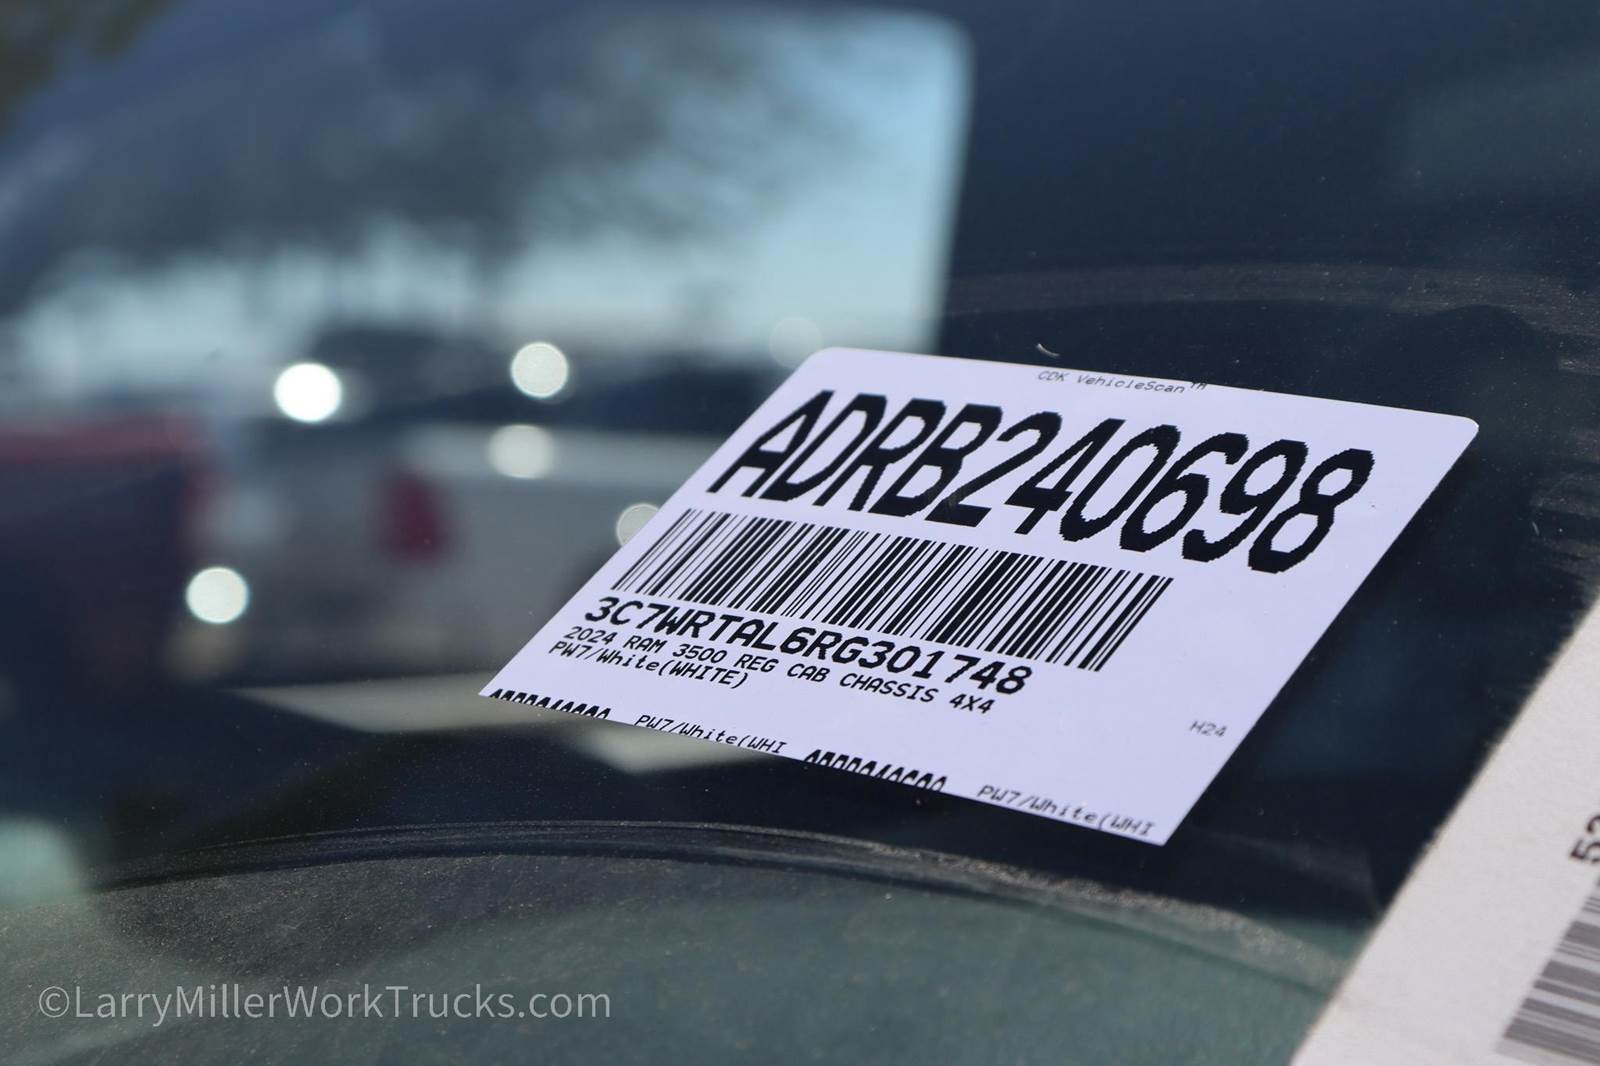 CDK VehicleScan™
ADRB240698
3C7WRTAL6RG301748
2024 RAM 3500 REG CAB CHASSIS 4X4
PW7/White(WHITE)
H24
PW7/White(WHI
PW7/White(WHI
52
©LarryMillerWorkTrucks.com